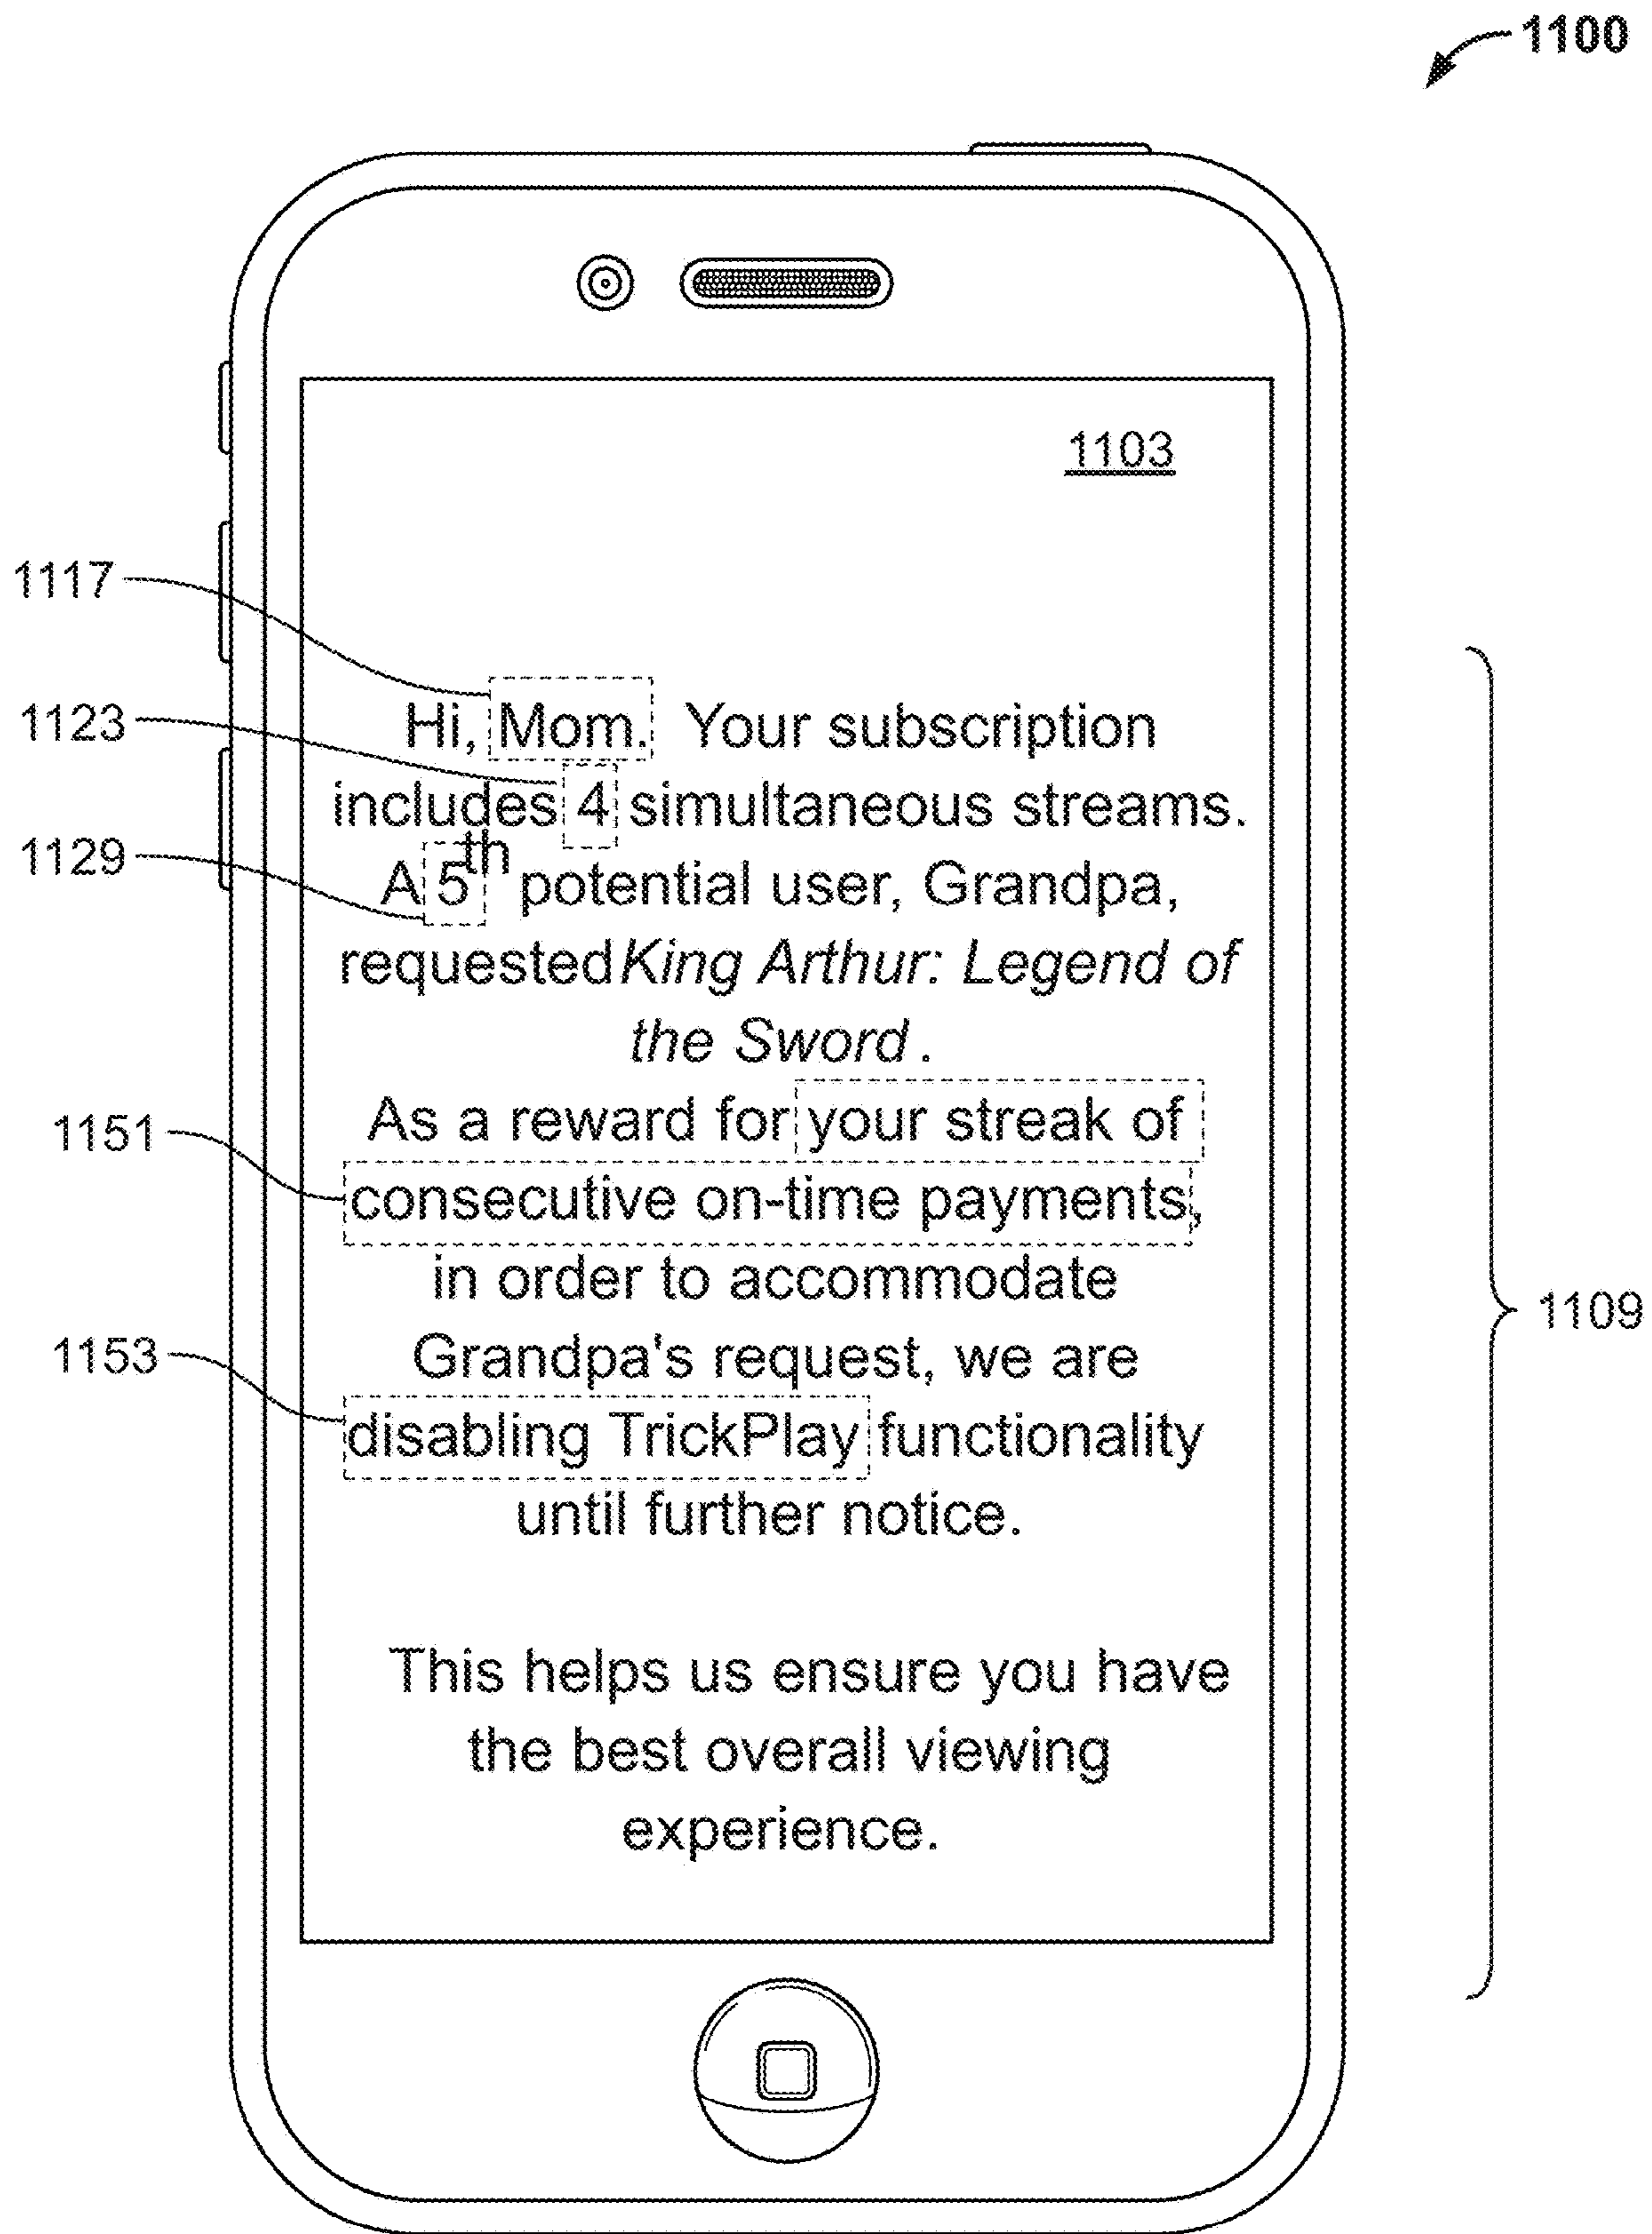 1100
1103
1117
Hi, Mom. Your subscription
1123
includes 4 simultaneous streams.
1129
A 5th potential user, Grandpa,
requested King Arthur: Legend of
the Sword.
As a reward for your streak of
1151
consecutive on-time payments,
in order to accommodate
1109
Grandpa's request, we are
1153
disabling TrickPlay functionality
until further notice.
This helps us ensure you have
the best overall viewing
experience.